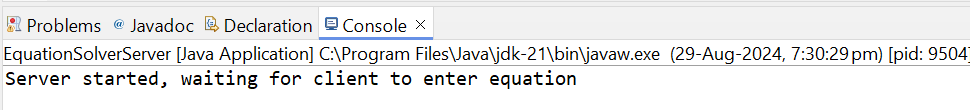 Problems @ Javadoc Declaration Console ×
EquationSolverServer [Java Application] C:\Program Files\Java\jdk-21\bin\javaw.exe (29-Aug-2024, 7:30:29 pm) [pid: 9504]
Server started, waiting for client to enter equation